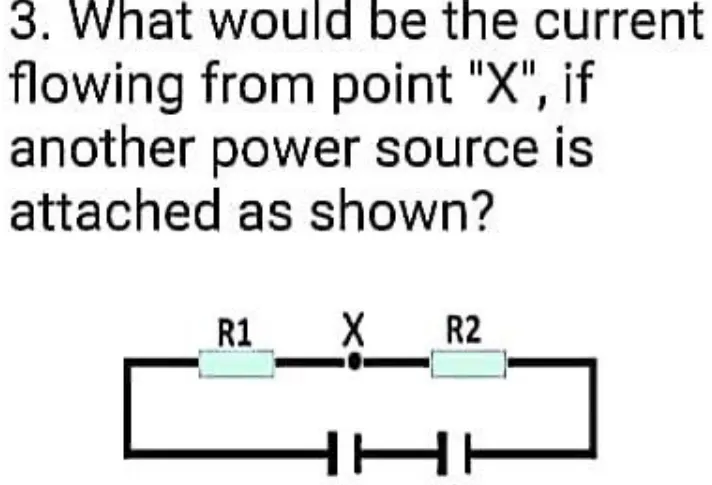 3. What would be the current
flowing from point "X", if
another power source is
attached as shown?
R1 X R2